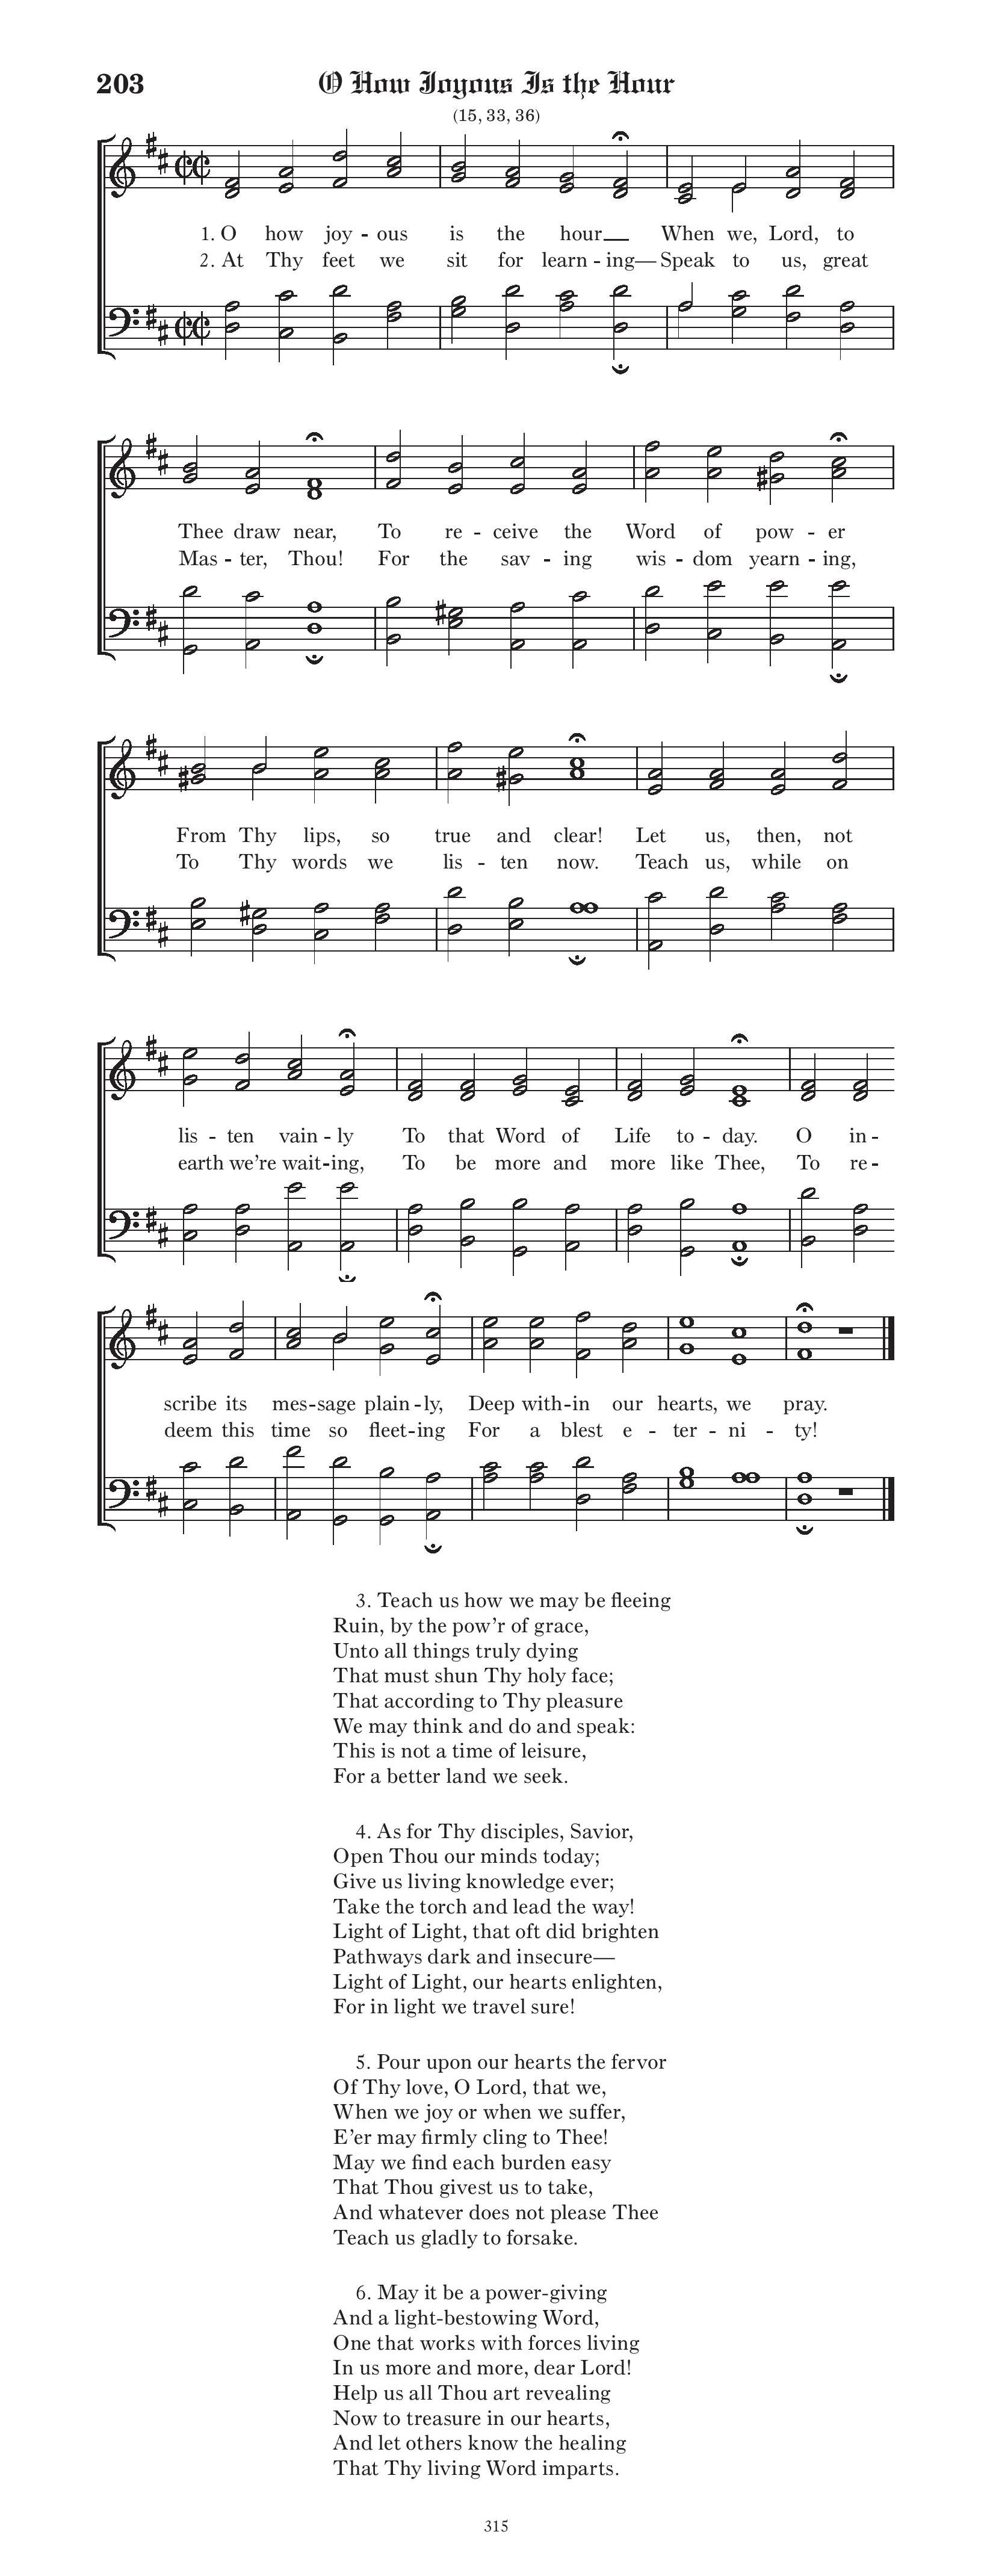 203
O How Joyous Is the Hour
(15, 33, 36)
1. O how joy - ous is the hour When we, Lord, to
2. At Thy feet we sit for learn - ing— Speak to us, great
Thee draw near, To re - ceive the Word of pow - er
Mas - ter, Thou! For the sav - ing wis - dom yearn - ing,
From Thy lips, so true and clear! Let us, then, not
To Thy words we lis - ten now. Teach us, while on
lis - ten vain - ly To that Word of Life to - day. O in -
earth we're wait - ing, To be more and more like Thee, To re -
scribe its mes - sage plain - ly, Deep with - in our hearts, we pray.
deem this time so fleet - ing For a blest e - ter - ni - ty!
3. Teach us how we may be fleeing
Ruin, by the pow'r of grace,
Unto all things truly dying
That must shun Thy holy face;
That according to Thy pleasure
We may think and do and speak:
This is not a time of leisure,
For a better land we seek.
4. As for Thy disciples, Savior,
Open Thou our minds today;
Give us living knowledge ever;
Take the torch and lead the way!
Light of Light, that oft did brighten
Pathways dark and insecure—
Light of Light, our hearts enlighten,
For in light we travel sure!
5. Pour upon our hearts the fervor
Of Thy love, O Lord, that we,
When we joy or when we suffer,
E'er may firmly cling to Thee!
May we find each burden easy
That Thou givest us to take,
And whatever does not please Thee
Teach us gladly to forsake.
6. May it be a power-giving
And a light-bestowing Word,
One that works with forces living
In us more and more, dear Lord!
Help us all Thou art revealing
Now to treasure in our hearts,
And let others know the healing
That Thy living Word imparts.
315